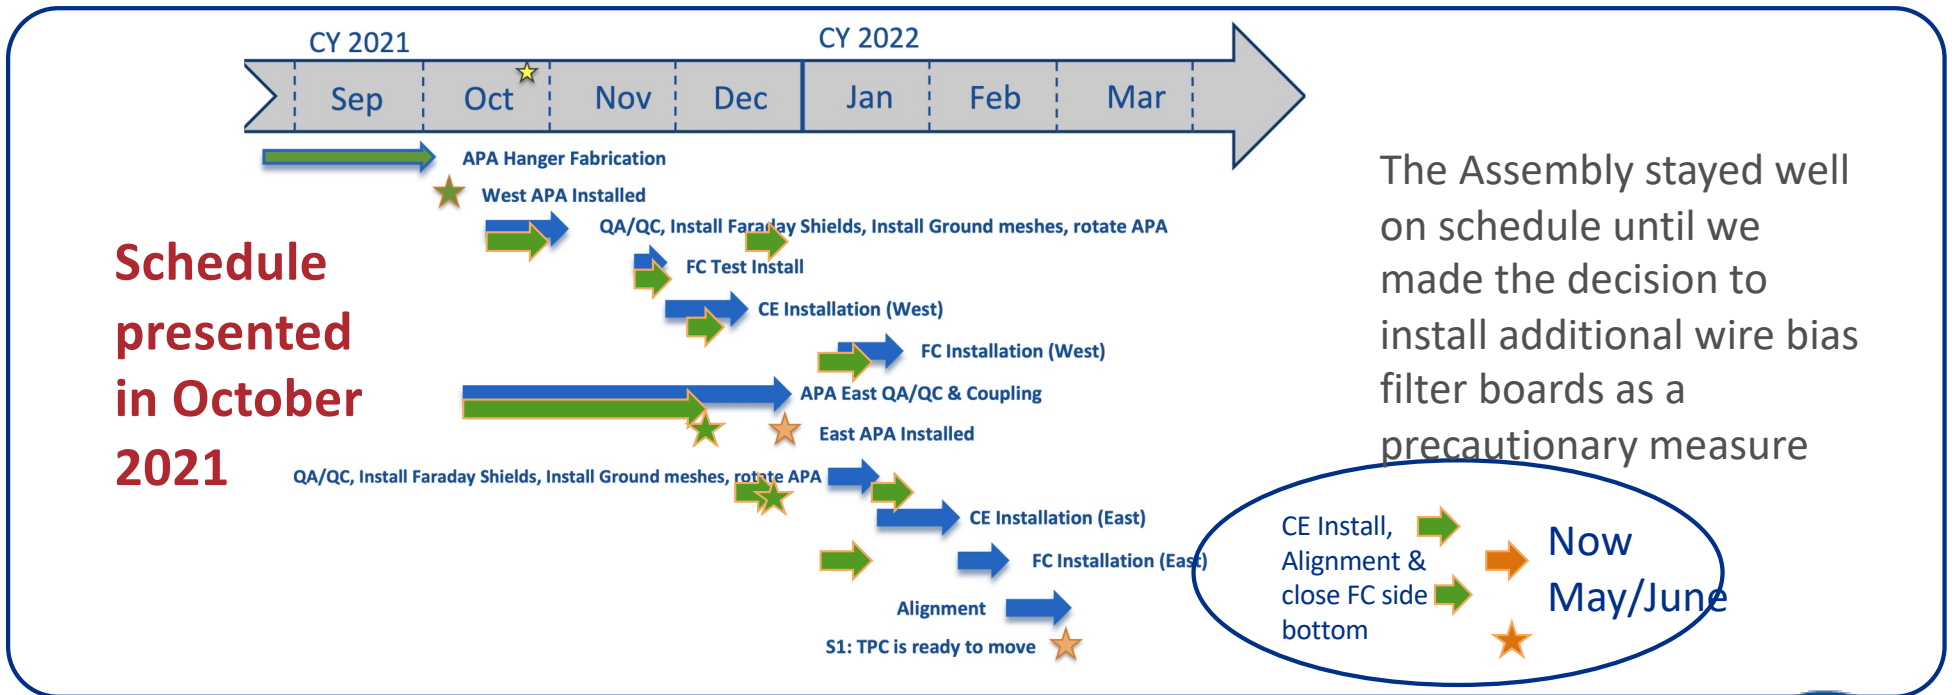 CY 2021
CY 2022
Sep
Oct
Nov
Dec
Jan
Feb
Mar
APA Hanger Fabrication
West APA Installed
QA/QC, Install Faraday Shields, Install Ground meshes, rotate APA
FC Test Install
CE Installation (West)
FC Installation (West)
APA East QA/QC & Coupling
East APA Installed
QA/QC, Install Faraday Shields, Install Ground meshes, rotate APA
CE Installation (East)
FC Installation (East)
Alignment
S1: TPC is ready to move
Schedule
presented
in October
2021
The Assembly stayed well
on schedule until we
made the decision to
install additional wire bias
filter boards as a
precautionary measure
CE Install,
Alignment &
close FC side
bottom
Now
May/June